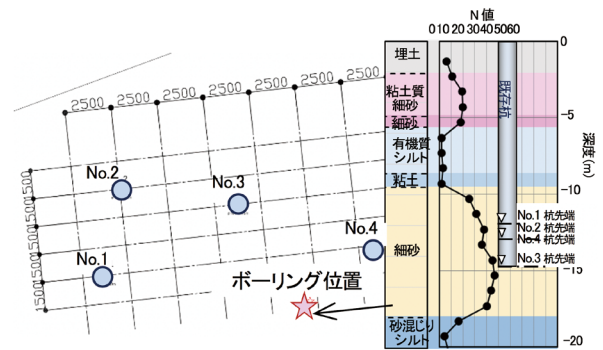 N 値
0 10 20 30 40 50 60
2500 2500 2500 2500 2500 2500 2500
1500
1500
1500
1500
No.2
No.3
No.4
No.1
ボーリング位置
埋土
粘土質
細砂
細砂
有機質
シルト
粘土
細砂
砂混じり
シルト
既存杭
No.1 杭先端
No.2 杭先端
No.4 杭先端
No.3 杭先端
0
−5
−10
−15
−20
深度(m)